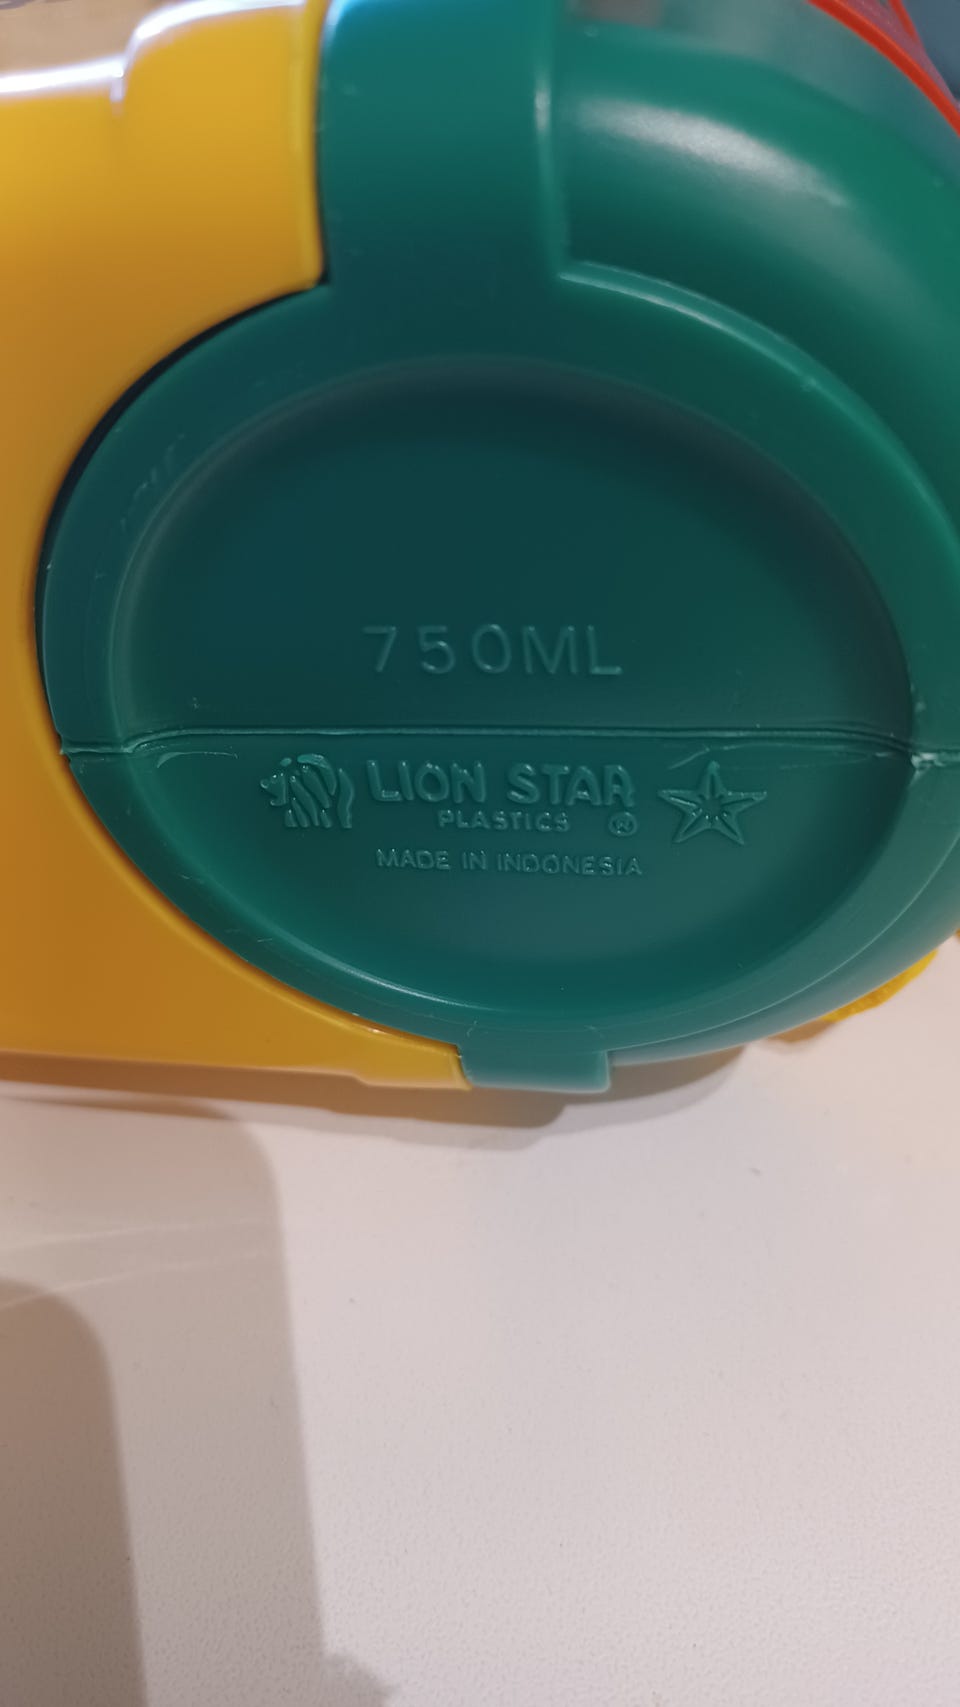 750ML
LION STAR
PLASTICS ®
MADE IN INDONESIA